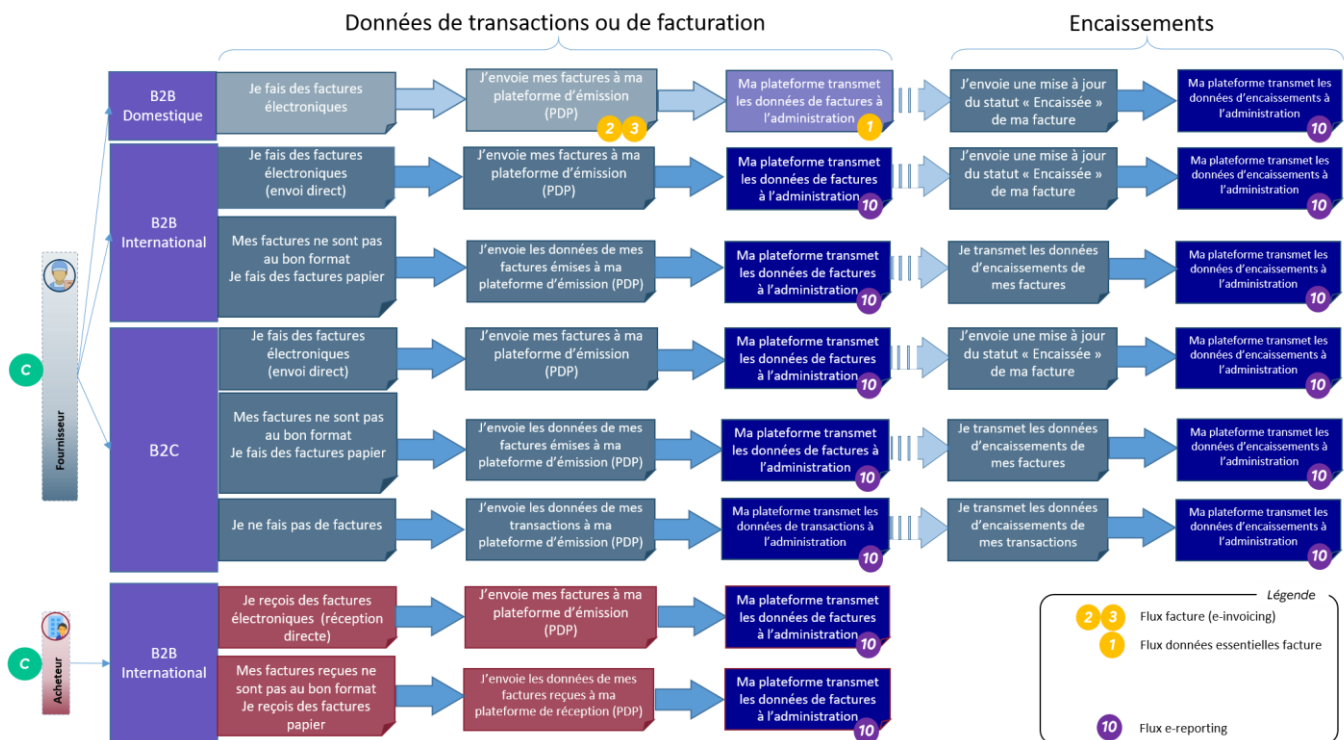 Données de transactions ou de facturation
Encaissements
B2B
Domestique
Je fais des factures
électroniques
J'envoie mes factures à ma
plateforme d'émission
(PDP)
2 3
Ma plateforme transmet
les données de factures à
l'administration
1
J'envoie une mise à jour
du statut « Encaissée »
de ma facture
Ma plateforme transmet les
données d'encaissements à
l'administration
10
B2B
International
Je fais des factures
électroniques
(envoi direct)
J'envoie mes factures à ma
plateforme d'émission
(PDP)
Ma plateforme transmet
les données de factures
à l'administration
10
J'envoie une mise à jour
du statut « Encaissée »
de ma facture
Ma plateforme transmet les
données d'encaissements à
l'administration
10
Mes factures ne sont pas
au bon format
Je fais des factures papier
J'envoie les données de mes
factures émises à ma
plateforme d'émission (PDP)
Ma plateforme transmet
les données de factures
à l'administration
10
Je transmet les données
d'encaissements de
mes factures
Ma plateforme transmet les
données d'encaissements à
l'administration
10
C
Fournisseur
B2C
Je fais des factures
électroniques
(envoi direct)
J'envoie mes factures à ma
plateforme d'émission
(PDP)
Ma plateforme transmet
les données de factures
à l'administration
10
J'envoie une mise à jour
du statut « Encaissée »
de ma facture
Ma plateforme transmet les
données d'encaissements à
l'administration
10
Mes factures ne sont pas
au bon format
Je fais des factures papier
J'envoie les données de mes
factures émises à ma
plateforme d'émission (PDP)
Ma plateforme transmet
les données de factures à
l'administration
10
Je transmet les données
d'encaissements de
mes factures
Ma plateforme transmet les
données d'encaissements à
l'administration
10
Je ne fais pas de factures
J'envoie les données de mes
transactions à ma
plateforme d'émission (PDP)
Ma plateforme transmet les
données de transactions à
l'administration
10
Je transmet les données
d'encaissements de
mes transactions
Ma plateforme transmet les
données d'encaissements à
l'administration
10
C
Acheteur
B2B
International
Je reçois des factures
électroniques (réception
directe)
J'envoie mes factures à ma
plateforme d'émission
(PDP)
Ma plateforme transmet
les données de factures
à l'administration
10
Mes factures reçues ne
sont pas au bon format
Je reçois des factures
papier
J'envoie les données de mes
factures reçues à ma
plateforme de réception (PDP)
Ma plateforme transmet
les données de factures
à l'administration
10
Légende
2 3 Flux facture (e-invoicing)
1 Flux données essentielles facture
10 Flux e-reporting